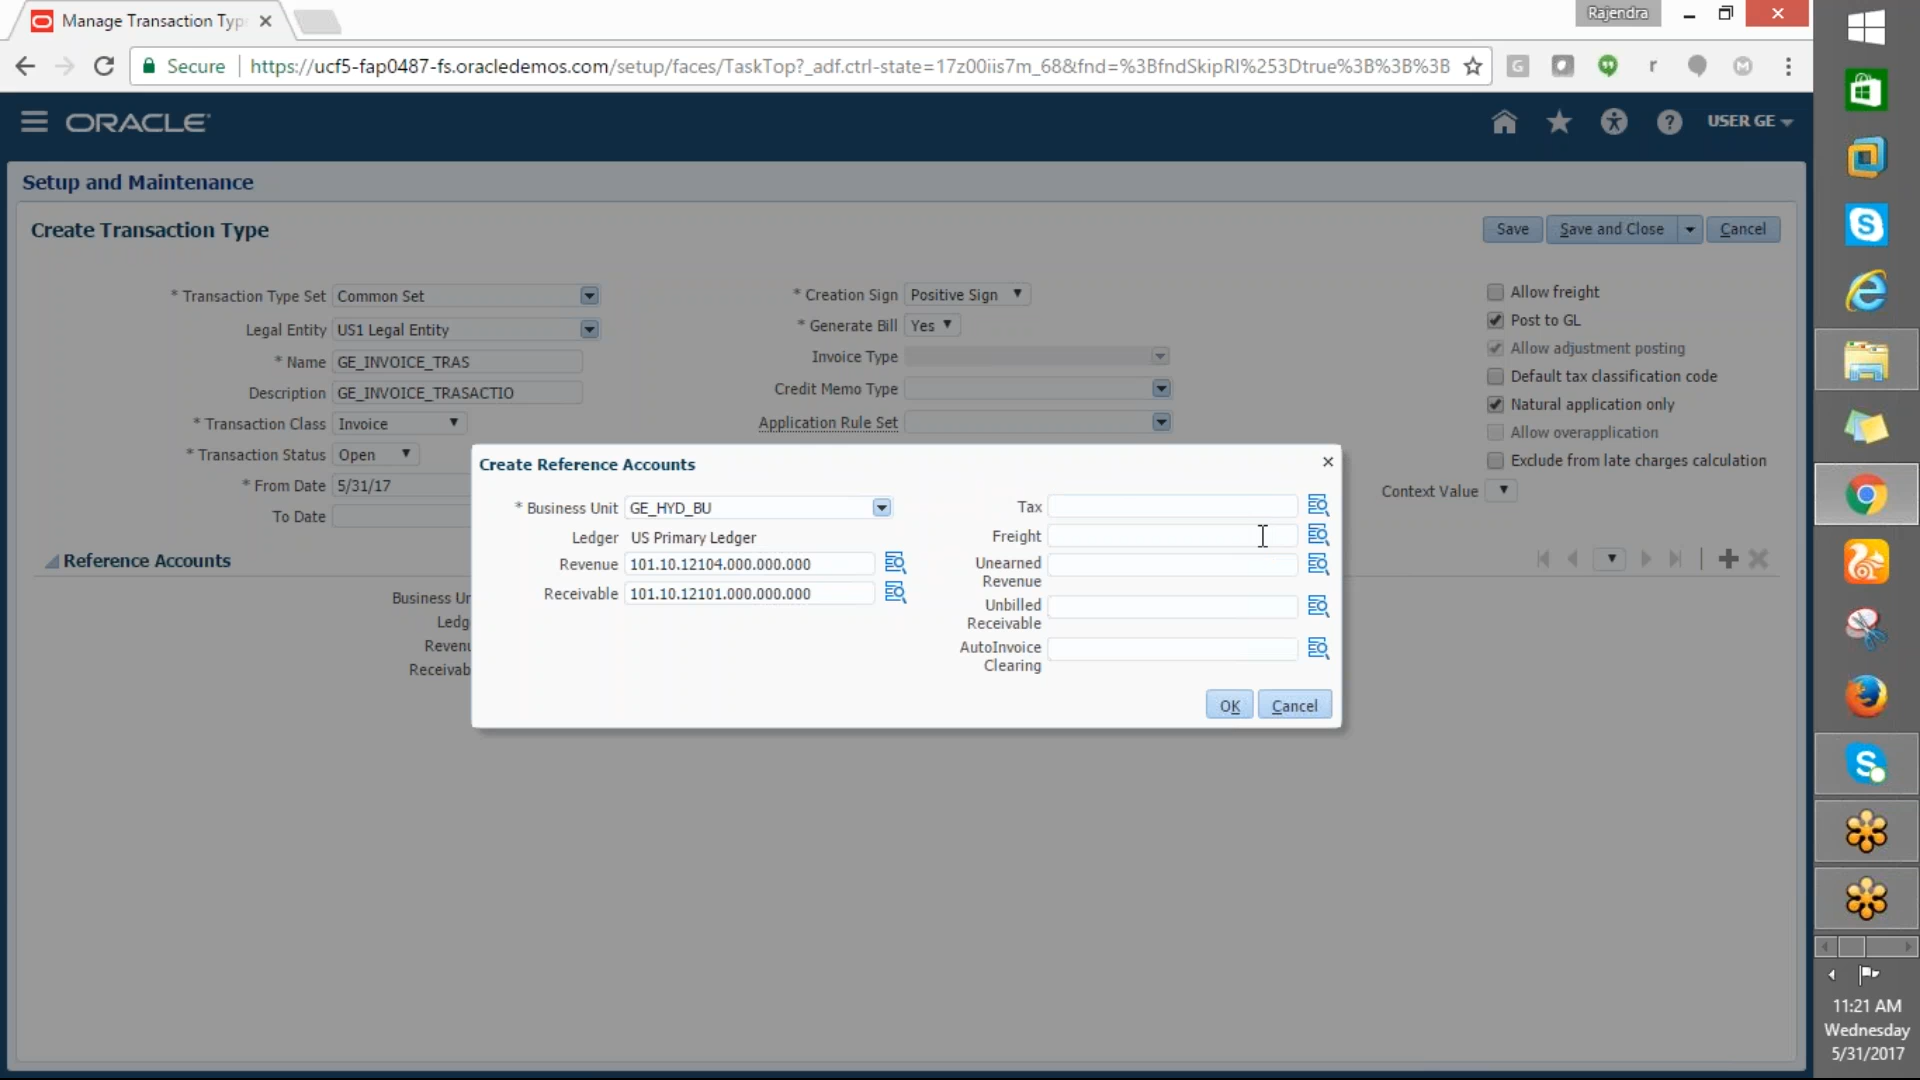 Manage Transaction Typ
Rajendra
Secure https://ucf5-fap0487-fs.oracledemos.com/setup/faces/TaskTop?_adf.ctrl-state=17z00iis7m_68&fnd=%3BfndSkipRI%253Dtrue%3B%3B%3B
ORACLE
USER GE
Setup and Maintenance
Create Transaction Type
Save
Save and Close
Cancel
* Transaction Type Set Common Set
Legal Entity US1 Legal Entity
* Name GE_INVOICE_TRAS
Description GE_INVOICE_TRASACTIO
* Transaction Class Invoice
* Transaction Status Open
* From Date 5/31/17
To Date
* Creation Sign Positive Sign
* Generate Bill Yes
Invoice Type
Credit Memo Type
Application Rule Set
Allow freight
Post to GL
Allow adjustment posting
Default tax classification code
Natural application only
Allow overapplication
Exclude from late charges calculation
Context Value
Reference Accounts
Business Un
Ledg
Revenu
Receivab
Create Reference Accounts
* Business Unit GE_HYD_BU
Ledger US Primary Ledger
Revenue 101.10.12104.000.000.000
Receivable 101.10.12101.000.000.000
Tax
Freight
Unearned
Revenue
Unbilled
Receivable
AutoInvoice
Clearing
OK
Cancel
11:21 AM
Wednesday
5/31/2017